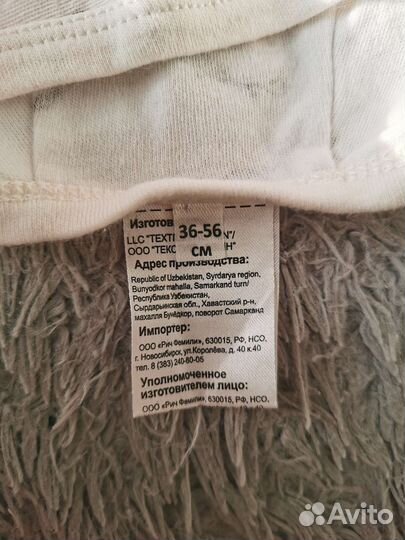 Изготов
36-56
СМ
LLC "TEXTI N"/
ООО "ТЕКС Н"
Адрес производства:
Republic of Uzbekistan, Syrdarya region,
Bunyodkor mahalla, Samarkand turn/
Республика Узбекистан,
Сырдарьинская обл., Хавастский р-н,
махалля Бунёдкор, поворот Самарканд
Импортер:
ООО «Рич Фемили», 630015, РФ, НСО,
г. Новосибирск ул.Королёва, д. 40 к.40
тел. 8 (383) 240-80-05
Уполномоченное
изготовителем лицо:
ООО «Рич Фемили», 630015, РФ, НСО,
Avito